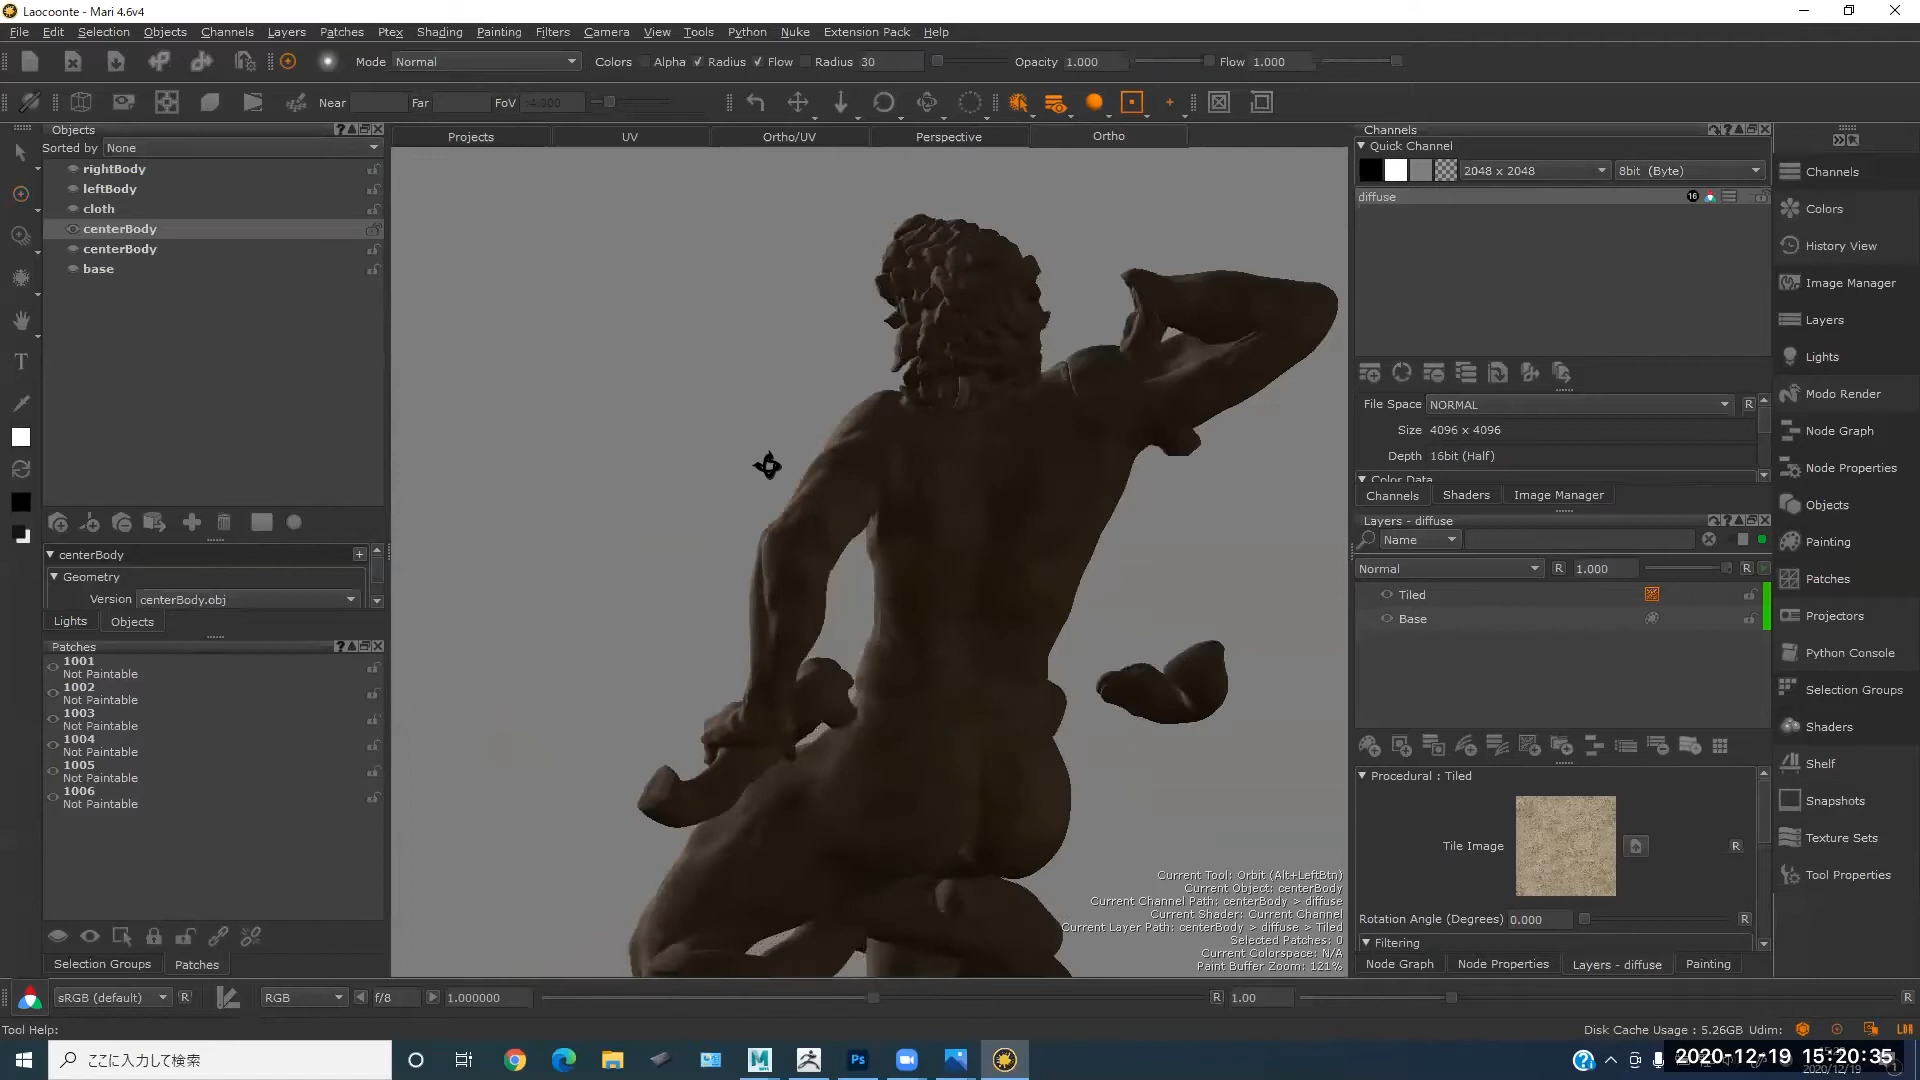 Laocoonte - Mari 4.6v4
File Edit Selection Objects Channels Layers Patches Ptex Shading Painting Filters Camera View Tools Python Nuke Extension Pack Help
Mode Normal Colors Alpha Radius Flow Radius 30 Opacity 1.000 Flow 1.000
Near Far FoV
Objects
Sorted by None
rightBody
leftBody
cloth
centerBody
centerBody
base
centerBody
Geometry
Version centerBody.obj
Lights Objects
Patches
1001
Not Paintable
1002
Not Paintable
1003
Not Paintable
1004
Not Paintable
1005
Not Paintable
1006
Not Paintable
Selection Groups Patches
Projects UV Ortho/UV Perspective Ortho
Current Tool: Orbit (Alt+LeftBtn)
Current Object: centerBody
Current Channel Path: centerBody > diffuse
Current Shader: Current Channel
Current Layer Path: centerBody > diffuse > Tiled
Selected Patches: 0
Current Colorspace: N/A
Paint Buffer Zoom: 121%
Channels
Quick Channel
2048 x 2048 8bit (Byte)
diffuse 16
File Space NORMAL R
Size 4096 x 4096
Depth 16bit (Half)
Color Data
Channels Shaders Image Manager
Layers - diffuse
Name
Normal R 1.000 R
Tiled
Base
Procedural : Tiled
Tile Image R
Rotation Angle (Degrees) 0.000 R
Filtering
Node Graph Node Properties Layers - diffuse Painting
Channels
Colors
History View
Image Manager
Layers
Lights
Modo Render
Node Graph
Node Properties
Objects
Painting
Patches
Projectors
Python Console
Selection Groups
Shaders
Shelf
Snapshots
Texture Sets
Tool Properties
sRGB (default) R RGB f/8 1.000000 R 1.00 R
Tool Help:
Disk Cache Usage : 5.26GB Udim:
ここに入力して検索
2020-12-19 15:20:35
2020/12/19